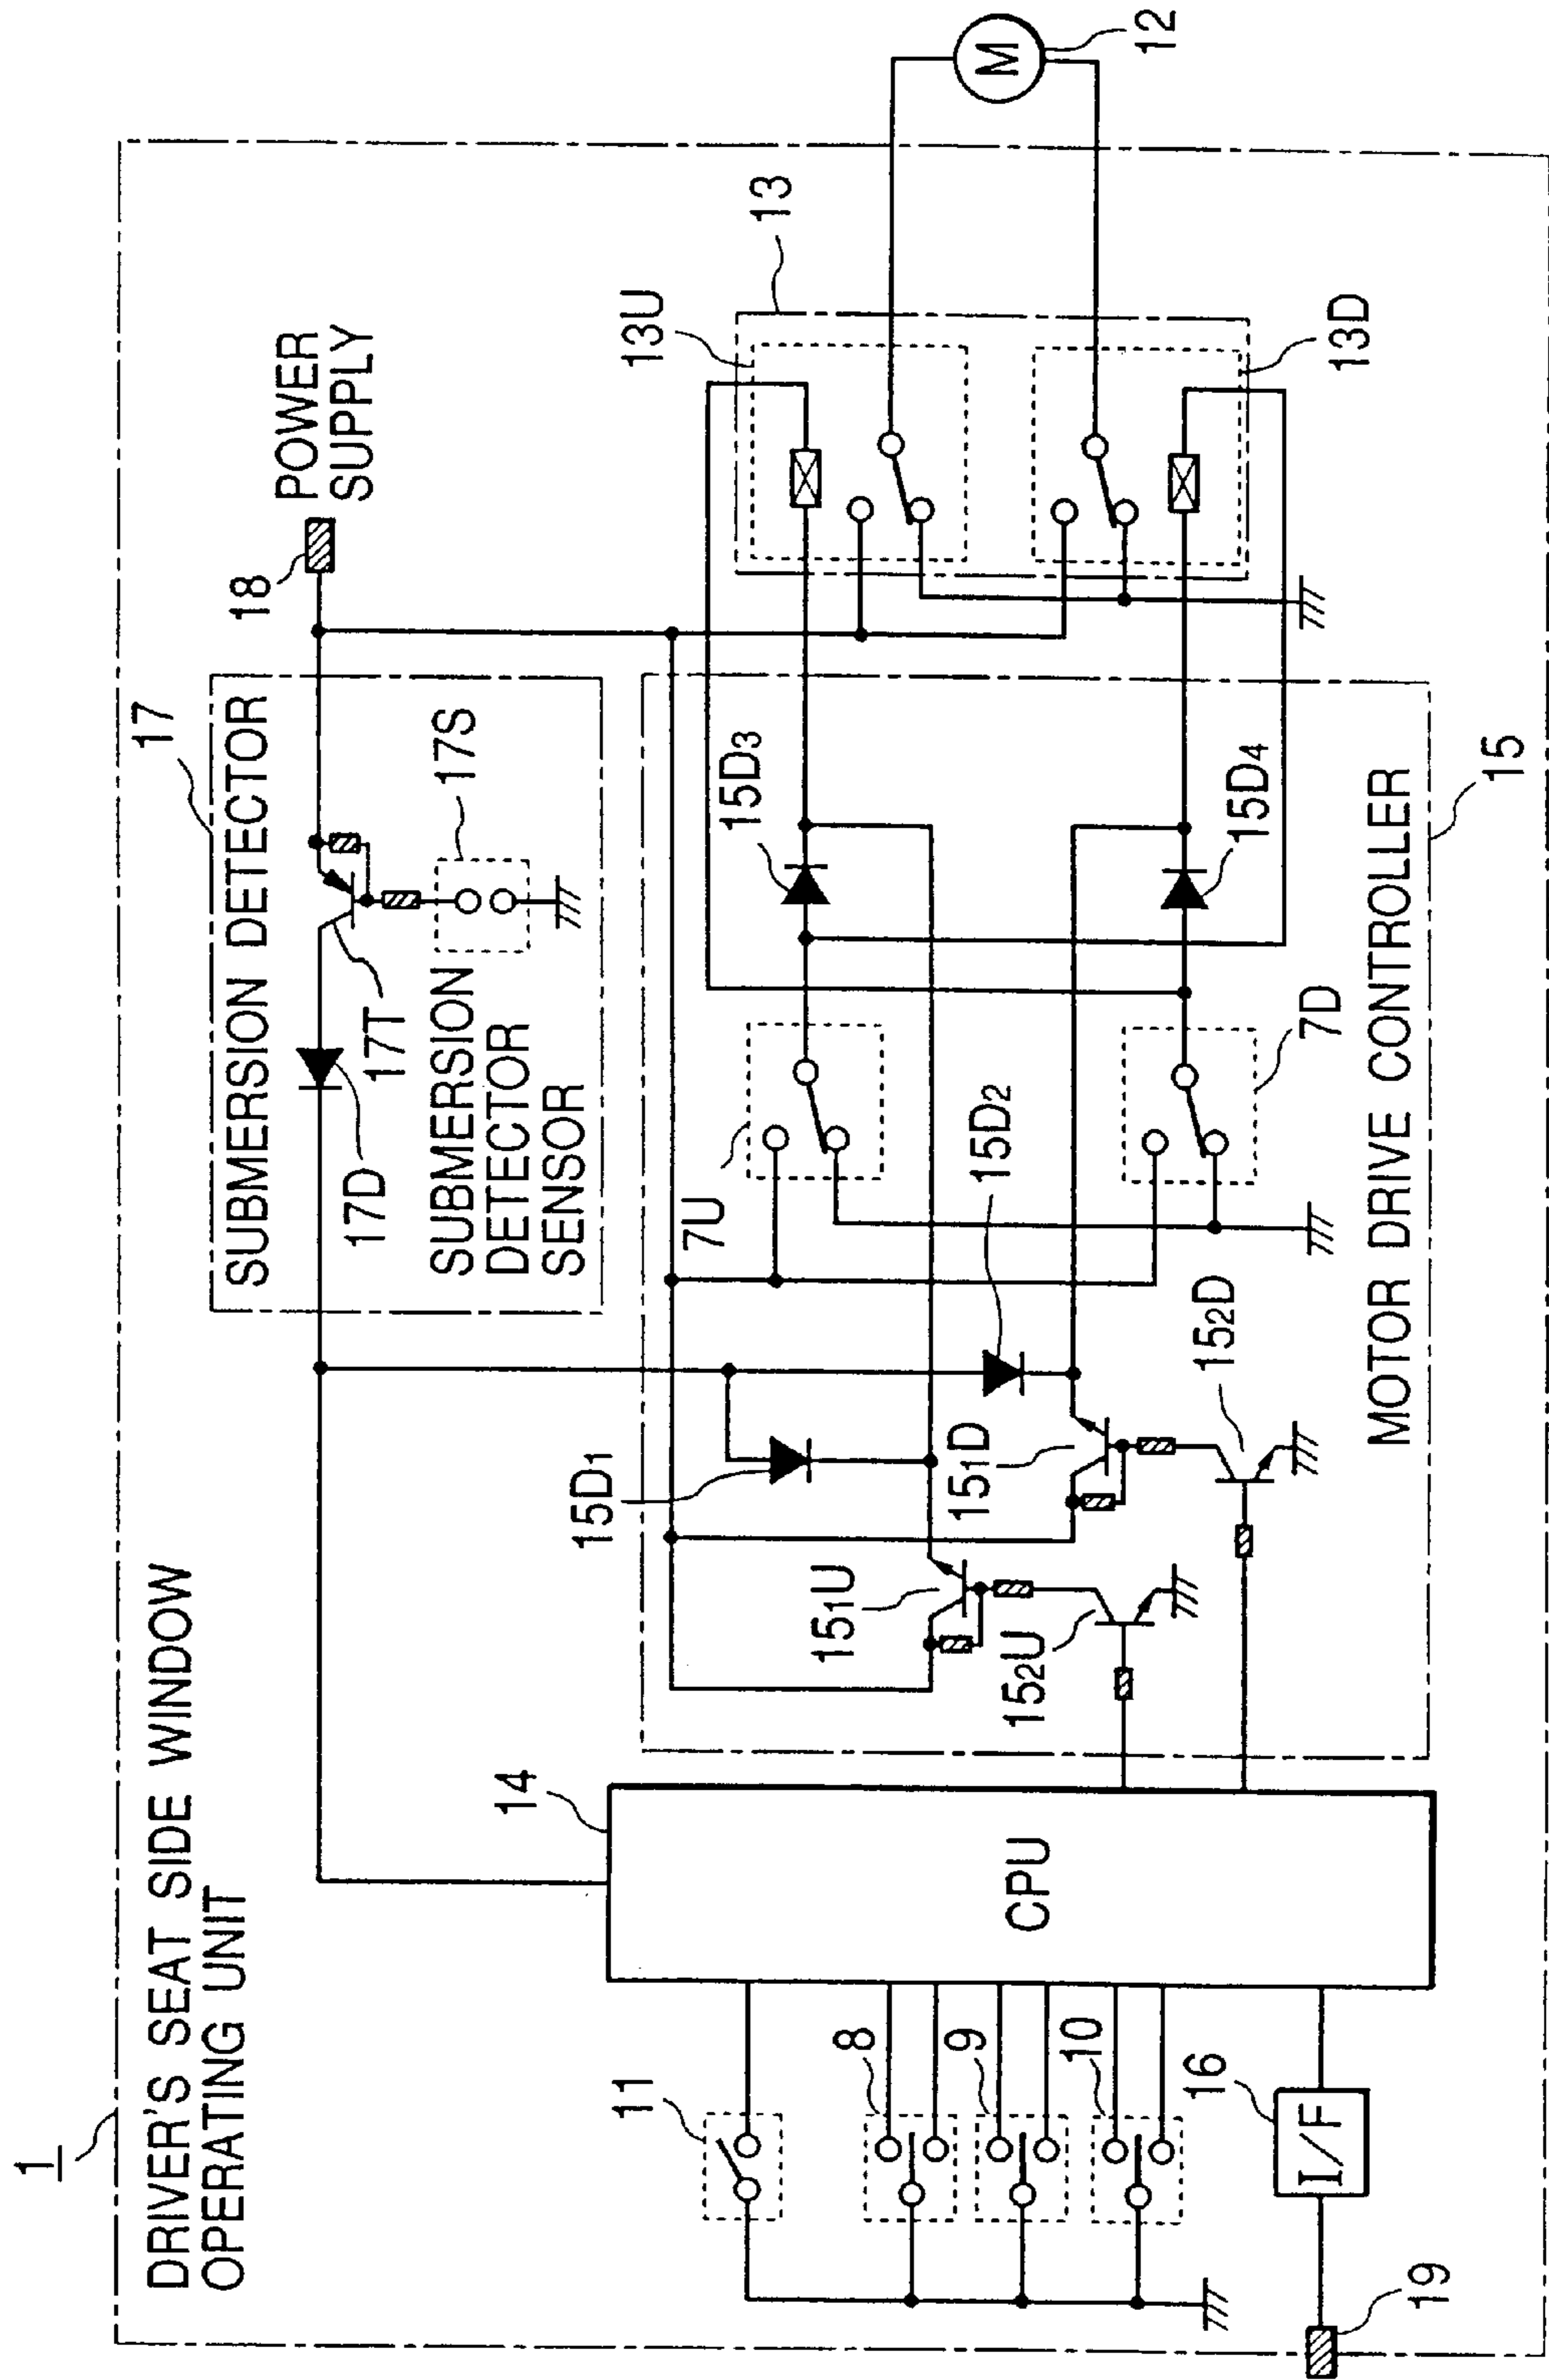 1
DRIVER'S SEAT SIDE WINDOW
OPERATING UNIT
POWER
SUPPLY
18
17
SUBMERSION DETECTOR
17D
17T
17S
SUBMERSION
DETECTOR
SENSOR
14
CPU
11
8
9
10
16
I/F
19
15D1
15D2
15D3
15D4
7U
7D
151U
152U
151D
152D
MOTOR DRIVE CONTROLLER
15
13
13U
13D
M
12